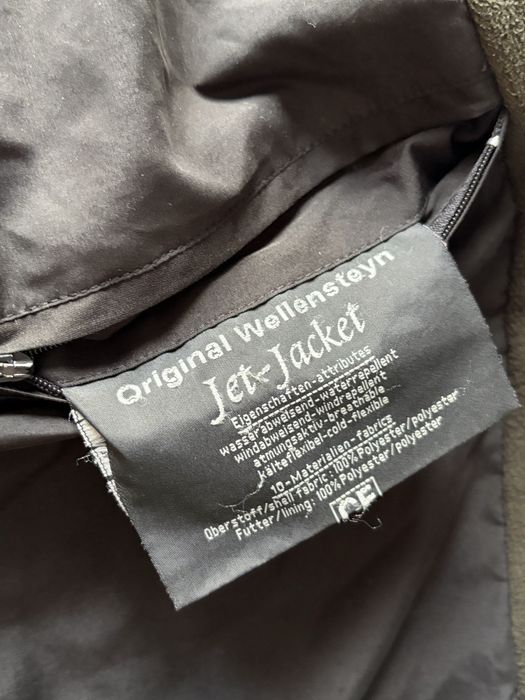 Original Wellensteyn
Jet-Jacket
Eigenschaften-attributes
wasserabweisend-waterrepellent
windabweisend-windrepellent
atmungsaktiv-breathable
kälteflexibel-cold-flexible
10-Materialien-fabrics
Oberstoff/shell fabric:100%Polyester/polyester
Futter/lining:100%Polyester/polyester
CE